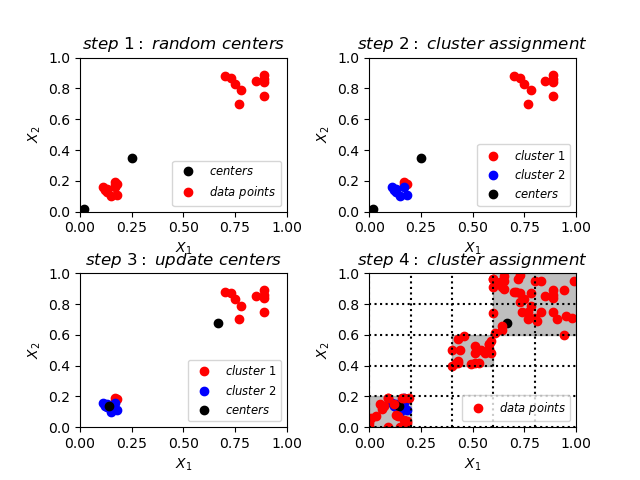 step 1: random centers
step 2: cluster assignment
1.0
0.8
0.6
0.4
0.2
0.0
X2
centers
data points
0.00 0.25 0.50 0.75 1.00
X1
1.0
0.8
0.6
0.4
0.2
0.0
X2
cluster 1
cluster 2
centers
0.00 0.25 0.50 0.75 1.00
X1
step 3: update centers
step 4: cluster assignment
1.0
0.8
0.6
0.4
0.2
0.0
X2
cluster 1
cluster 2
centers
0.00 0.25 0.50 0.75 1.00
X1
1.0
0.8
0.6
0.4
0.2
0.0
X2
data points
0.00 0.25 0.50 0.75 1.00
X1